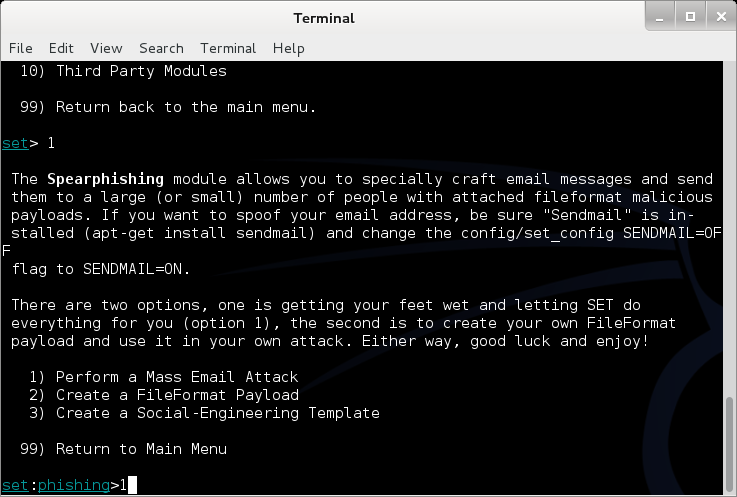 Terminal
File Edit View Search Terminal Help
10) Third Party Modules
99) Return back to the main menu.
set> 1
The Spearphishing module allows you to specially craft email messages and send
them to a large (or small) number of people with attached fileformat malicious
payloads. If you want to spoof your email address, be sure "Sendmail" is in-
stalled (apt-get install sendmail) and change the config/set_config SENDMAIL=OF
F
flag to SENDMAIL=ON.
There are two options, one is getting your feet wet and letting SET do
everything for you (option 1), the second is to create your own FileFormat
payload and use it in your own attack. Either way, good luck and enjoy!
1) Perform a Mass Email Attack
2) Create a FileFormat Payload
3) Create a Social-Engineering Template
99) Return to Main Menu
set:phishing>1